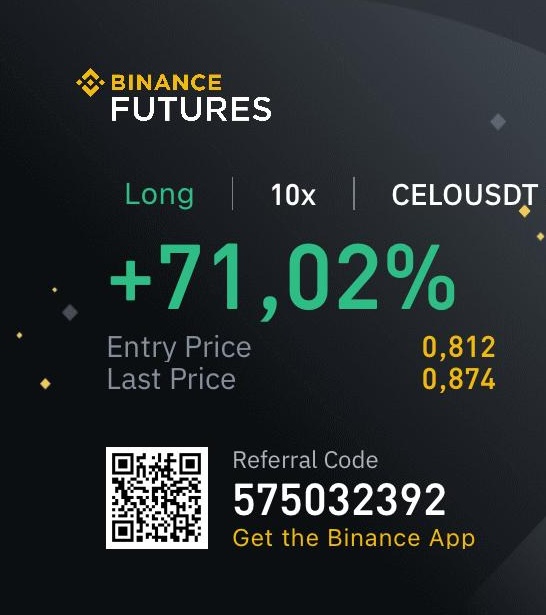 BINANCE
FUTURES
Long 10x CELOUSDT
+71,02%
Entry Price 0,812
Last Price 0,874
Referral Code
575032392
Get the Binance App